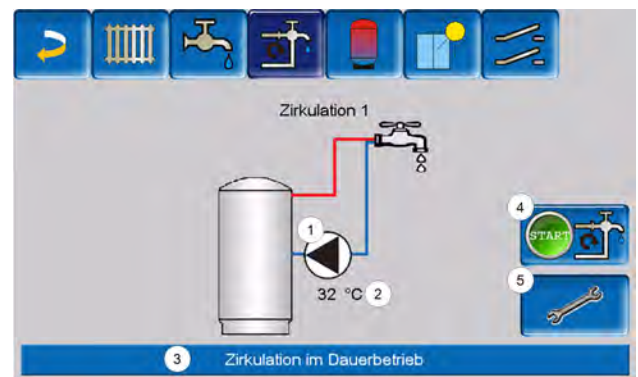 Zirkulation 1
4
START
1
5
32 °C 2
3 Zirkulation im Dauerbetrieb